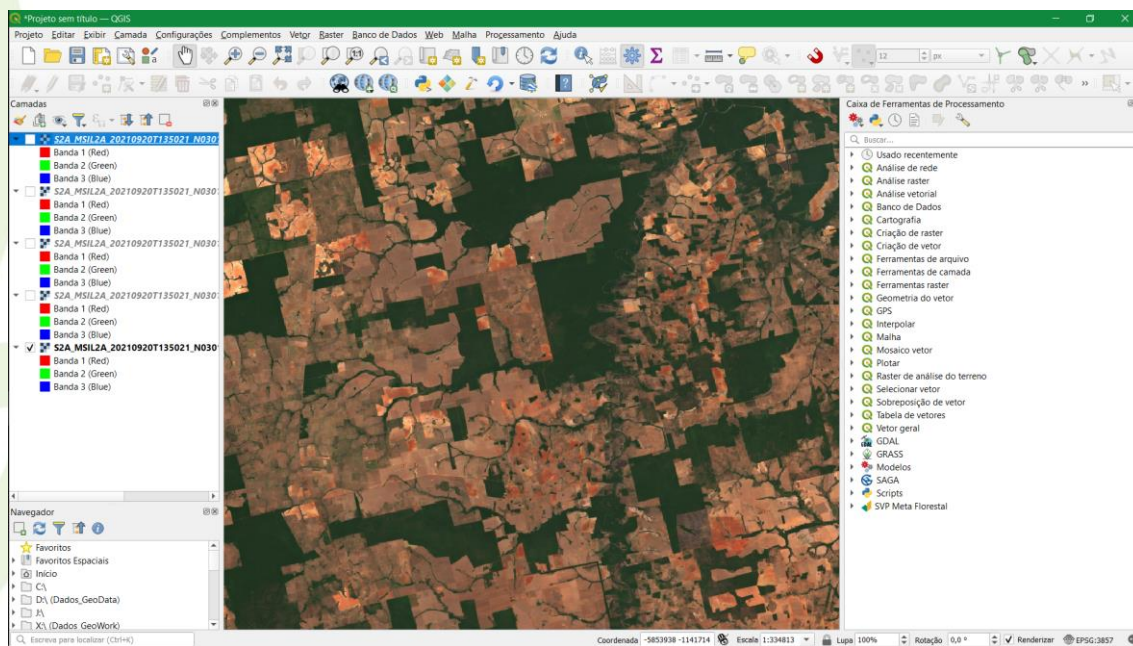 *Projeto sem título — QGIS
Projeto Editar Exibir Camada Configurações Complementos Vetor Raster Banco de Dados Web Malha Processamento Ajuda
12 px
Camadas
S2A_MSIL2A_20210920T135021_N030
Banda 1 (Red)
Banda 2 (Green)
Banda 3 (Blue)
S2A_MSIL2A_20210920T135021_N030
Banda 1 (Red)
Banda 2 (Green)
Banda 3 (Blue)
S2A_MSIL2A_20210920T135021_N030
Banda 1 (Red)
Banda 2 (Green)
Banda 3 (Blue)
S2A_MSIL2A_20210920T135021_N030
Banda 1 (Red)
Banda 2 (Green)
Banda 3 (Blue)
S2A_MSIL2A_20210920T135021_N030
Banda 1 (Red)
Banda 2 (Green)
Banda 3 (Blue)
Navegador
Favoritos
Favoritos Espaciais
Início
C:\
D:\ (Dados_GeoData)
J:\
X:\ (Dados_GeoWork)
Caixa de Ferramentas de Processamento
Buscar...
Usado recentemente
Análise de rede
Análise raster
Análise vetorial
Banco de Dados
Cartografia
Criação de raster
Criação de vetor
Ferramentas de arquivo
Ferramentas de camada
Ferramentas raster
Geometria do vetor
GPS
Interpolar
Malha
Mosaico vetor
Plotar
Raster de análise do terreno
Selecionar vetor
Sobreposição de vetor
Tabela de vetores
Vetor geral
GDAL
GRASS
Modelos
SAGA
Scripts
SVP Meta Florestal
Escreva para localizar (Ctrl+K)
Coordenada -5853938 -1141714 Escala 1:334813 Lupa 100% Rotação 0,0 ° Renderizar EPSG:3857